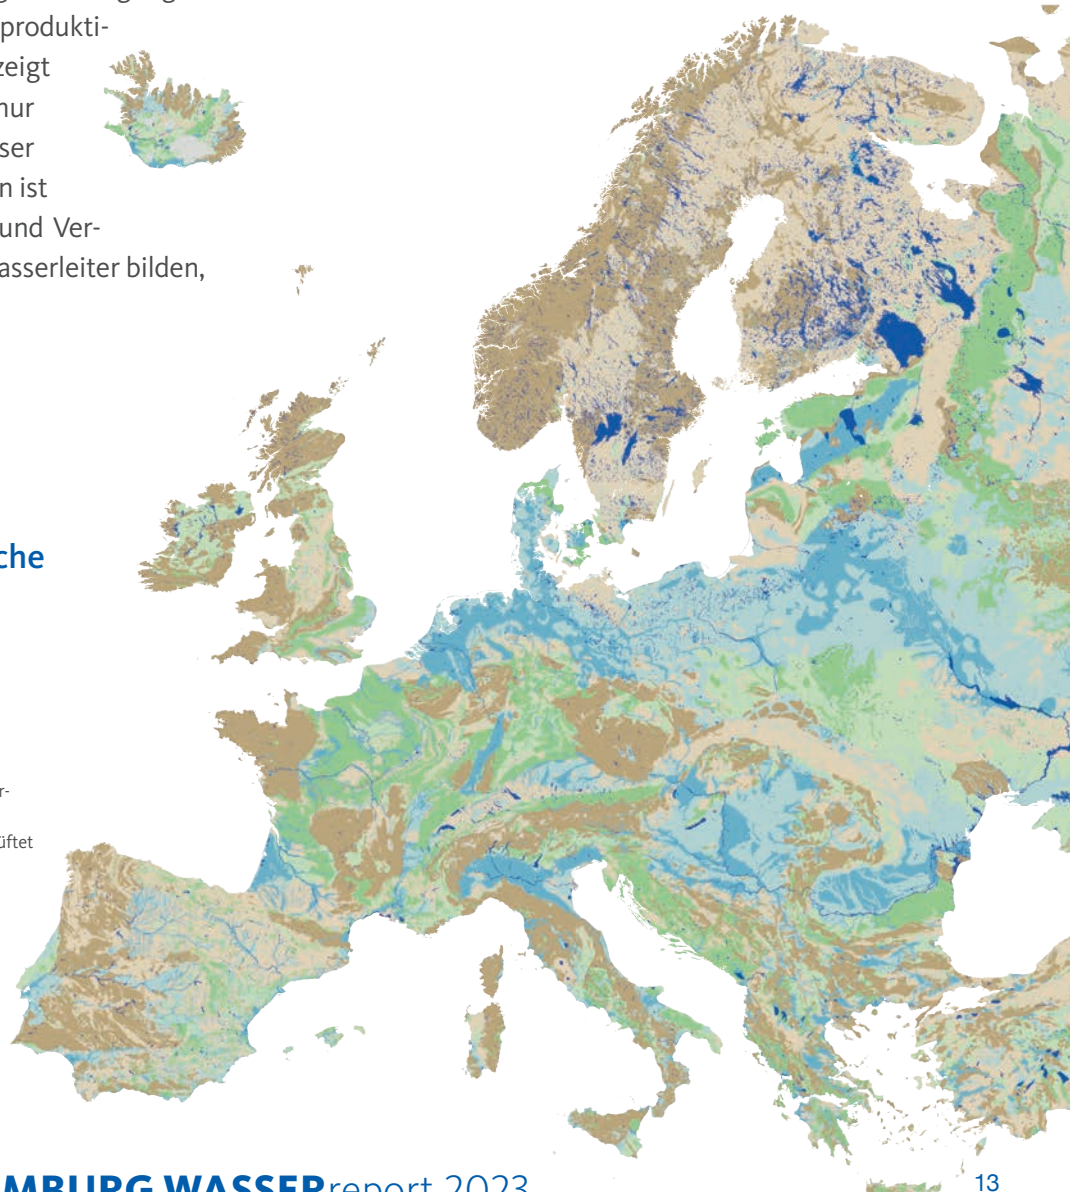 produkti-
zeigt
nur
ser
n ist
und Ver-
asserleiter bilden,
che
r-
üftet
MBURG WASSERreport 2023
13